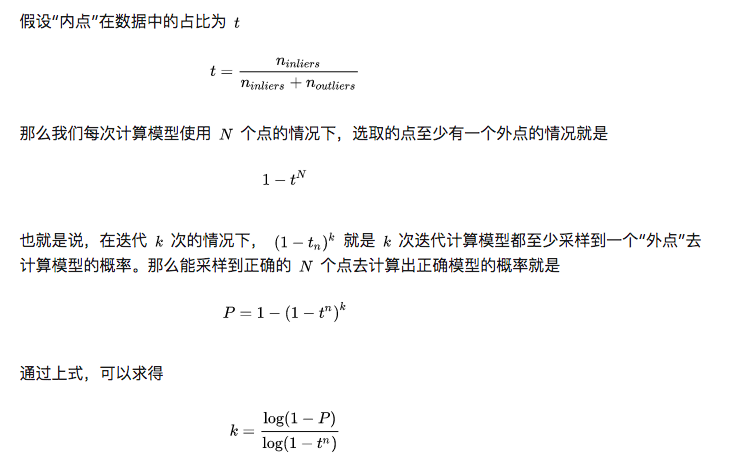 假设“内点”在数据中的占比为 t
t = n_{inliers} / (n_{inliers} + n_{outliers})
那么我们每次计算模型使用 N 个点的情况下，选取的点至少有一个外点的情况就是
1 − t^N
也就是说，在迭代 k 次的情况下， (1 − t_n)^k 就是 k 次迭代计算模型都至少采样到一个“外点”去
计算模型的概率。那么能采样到正确的 N 个点去计算出正确模型的概率就是
P = 1 − (1 − t^n)^k
通过上式，可以求得
k = log(1 − P) / log(1 − t^n)